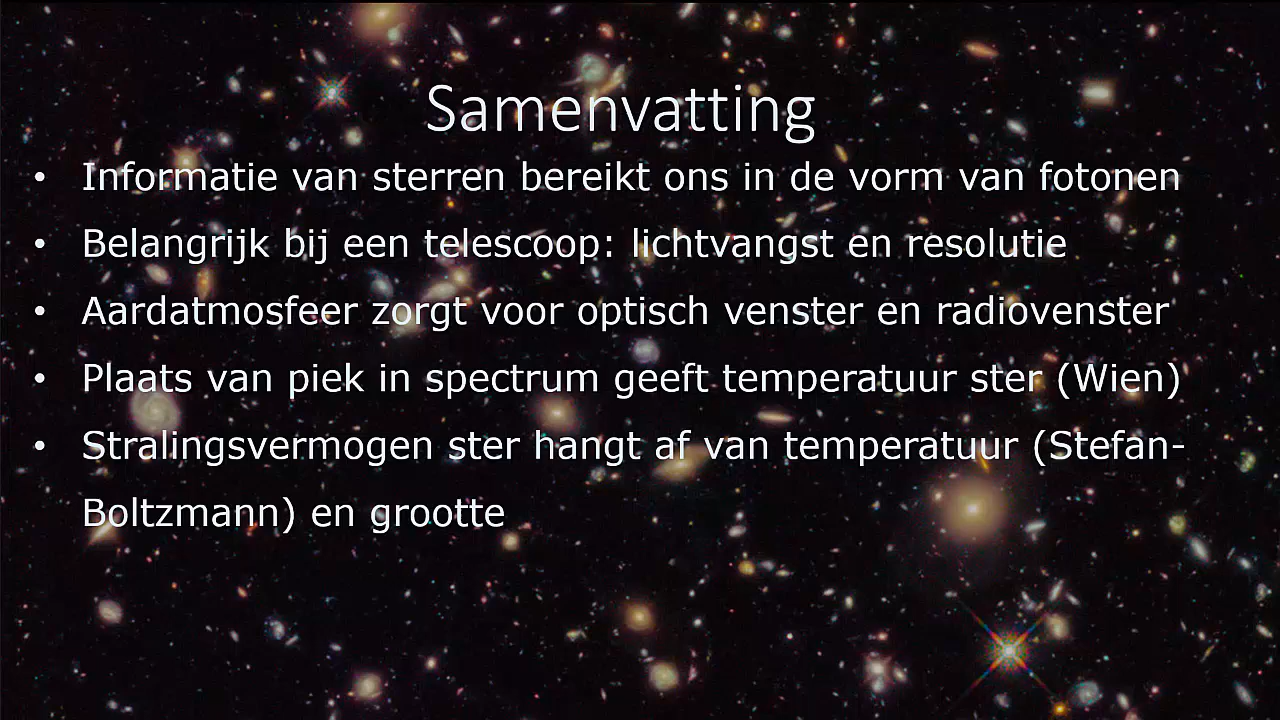 Samenvatting
• Informatie van sterren bereikt ons in de vorm van fotonen
• Belangrijk bij een telescoop: lichtvangst en resolutie
• Aardatmosfeer zorgt voor optisch venster en radiovenster
• Plaats van piek in spectrum geeft temperatuur ster (Wien)
• Stralingsvermogen ster hangt af van temperatuur (Stefan-
Boltzmann) en grootte